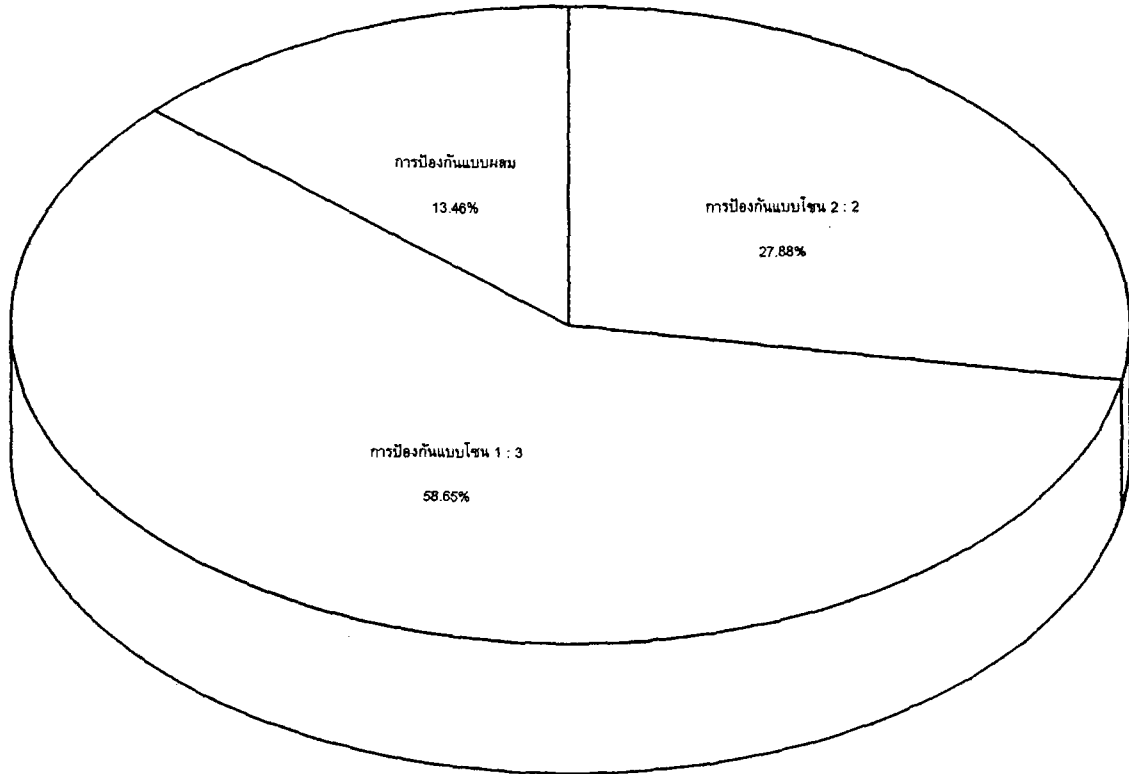 การป้องกันแบบผสม
13.46%
การป้องกันแบบโซน 2 : 2
27.88%
การป้องกันแบบโซน 1 : 3
58.65%